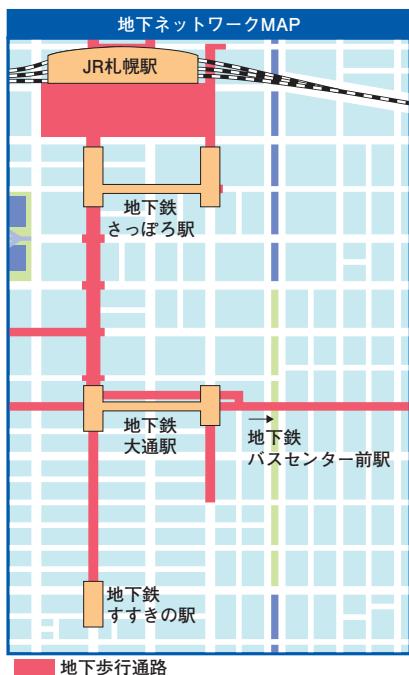 地下ネットワークMAP
JR札幌駅
地下鉄
さっぽろ駅
地下鉄
大通駅
→
地下鉄
バスセンター前駅
地下鉄
すすきの駅
地下歩行通路